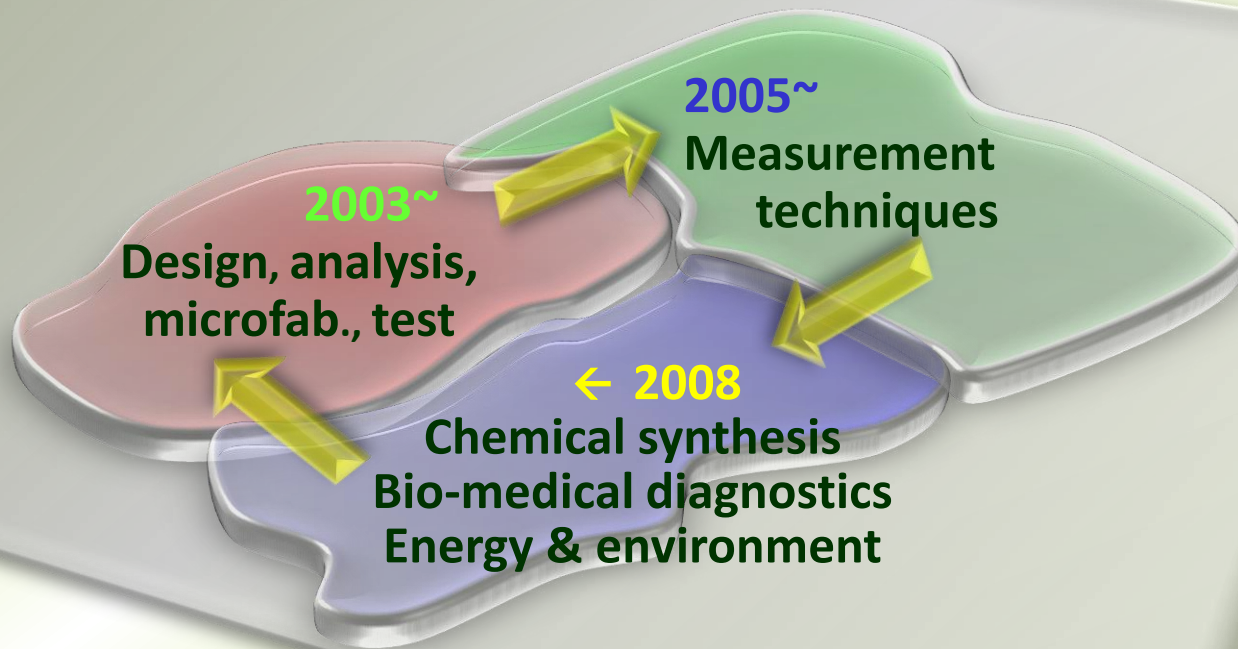 2003~
Design, analysis,
microfab., test
2005~
Measurement
techniques
← 2008
Chemical synthesis
Bio-medical diagnostics
Energy & environment